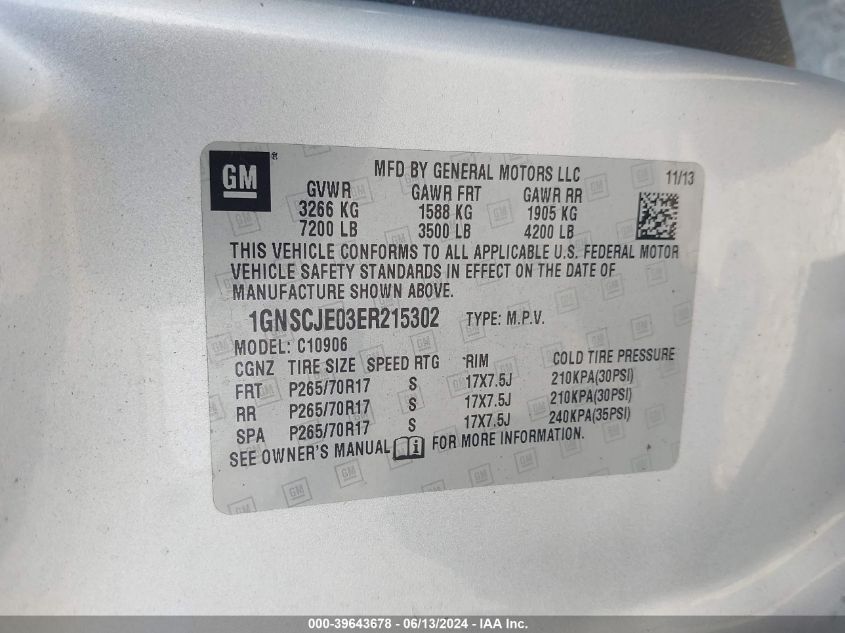 GM® MFD BY GENERAL MOTORS LLC 11/13
GVWR GAWR FRT GAWR RR
3266 KG 1588 KG 1905 KG
7200 LB 3500 LB 4200 LB
THIS VEHICLE CONFORMS TO ALL APPLICABLE U.S. FEDERAL MOTOR
VEHICLE SAFETY STANDARDS IN EFFECT ON THE DATE OF
MANUFACTURE SHOWN ABOVE.
1GNSCJE03ER215302 TYPE: M.P.V.
MODEL: C10906
CGNZ TIRE SIZE SPEED RTG RIM COLD TIRE PRESSURE
FRT P265/70R17 S 17X7.5J 210KPA(30PSI)
RR P265/70R17 S 17X7.5J 210KPA(30PSI)
SPA P265/70R17 S 17X7.5J 240KPA(35PSI)
SEE OWNER'S MANUAL i FOR MORE INFORMATION.
000-39643678 - 06/13/2024 - IAA Inc.